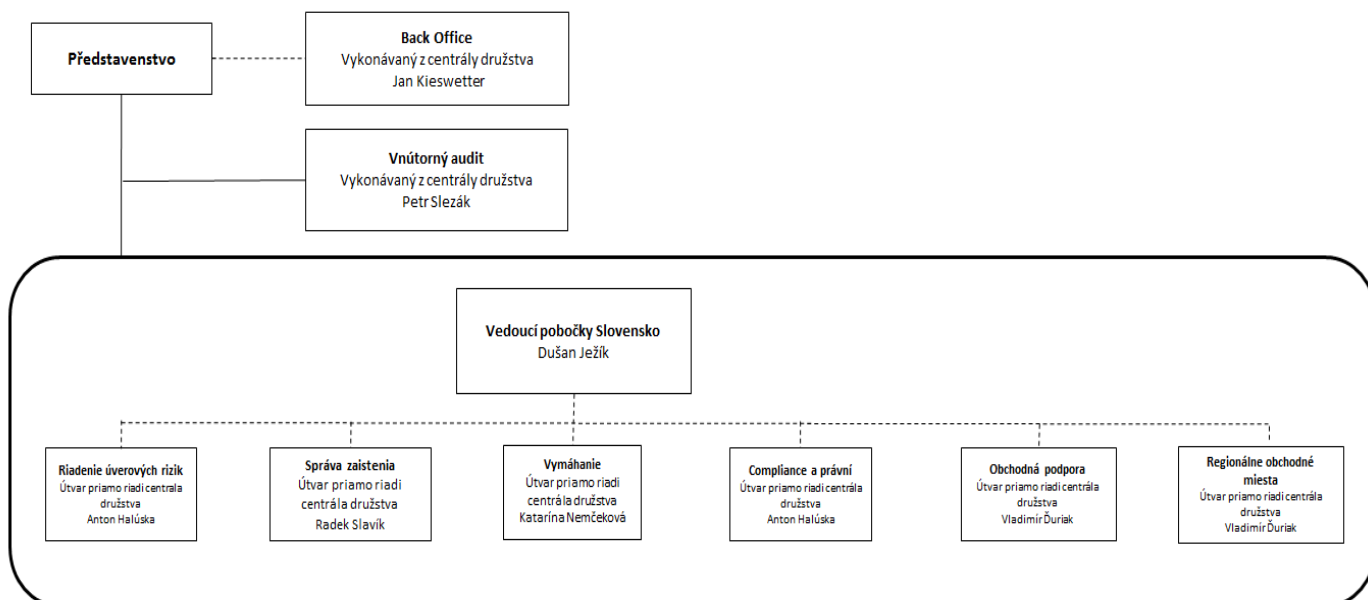 Představenstvo
Back Office
Vykonávaný z centrály družstva
Jan Kieswetter
Vnútorný audit
Vykonávaný z centrály družstva
Petr Slezák
Vedoucí pobočky Slovensko
Dušan Ježík
Riadenie úverových rizik
Útvar priamo riadi centrala
družstva
Anton Halúska
Správa zaistenia
Útvar priamo riadi
centrála družstva
Radek Slavík
Vymáhanie
Útvar priamo riadi
centrála družstva
Katarína Nemčeková
Compliance a právní
Útvar priamo riadi centrála
družstva
Anton Halúska
Obchodná podpora
Útvar priamo riadi centrála
družstva
Vladimír Ďuriak
Regionálne obchodné
miesta
Útvar priamo riadi centrála
družstva
Vladimír Ďuriak